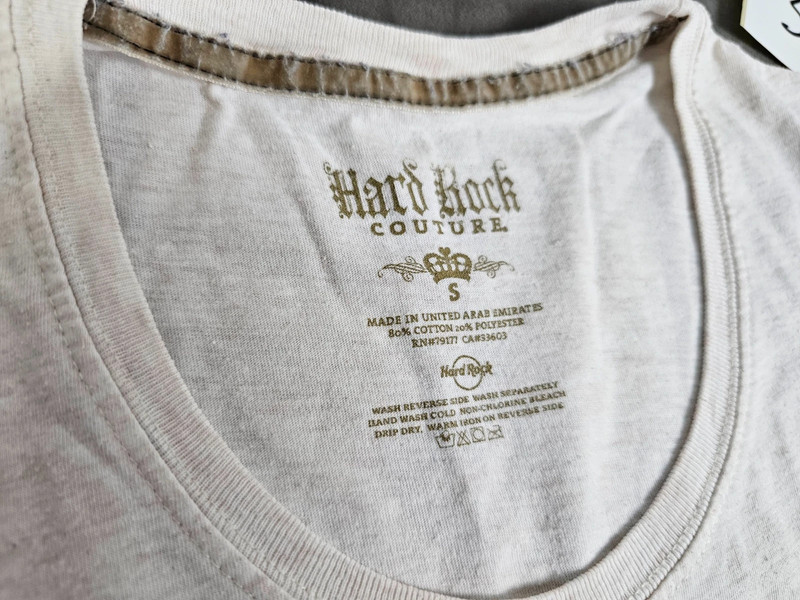 Hard Rock
COUTURE
S
MADE IN UNITED ARAB EMIRATES
80% COTTON 20% POLYESTER
RN#79177 CA#53603
Hard Rock
WASH REVERSE SIDE WASH SEPARATELY
HAND WASH COLD NON-CHLORINE BLEACH
DRIP DRY, WARM IRON ON REVERSE SIDE